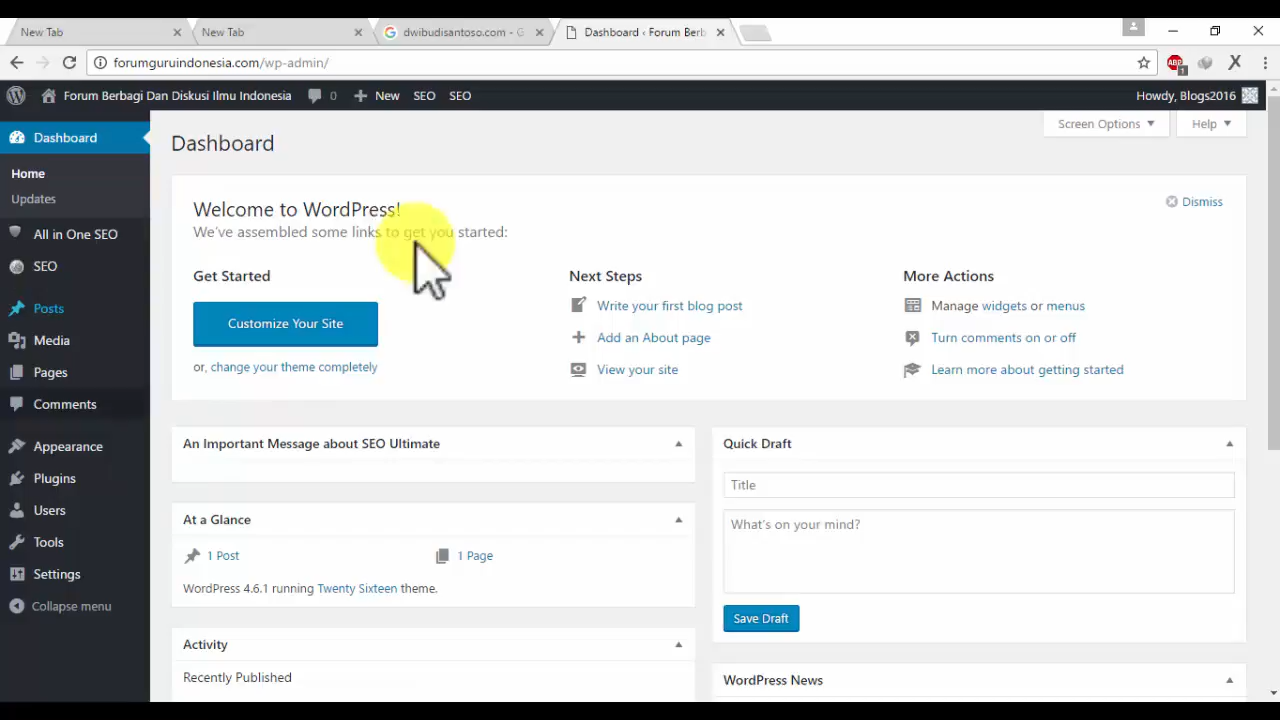 New Tab
New Tab
dwibudisantoso.com - G
Dashboard ‹ Forum Berb
forumguruindonesia.com/wp-admin/
ABP
1
X
Forum Berbagi Dan Diskusi Ilmu Indonesia
0
New
SEO
SEO
Howdy, Blogs2016
Dashboard
Home
Updates
All in One SEO
SEO
Posts
Media
Pages
Comments
Appearance
Plugins
Users
Tools
Settings
Collapse menu
Screen Options
Help
Dashboard
Welcome to WordPress!
We've assembled some links to get you started:
Dismiss
Get Started
Customize Your Site
or, change your theme completely
Next Steps
Write your first blog post
Add an About page
View your site
More Actions
Manage widgets or menus
Turn comments on or off
Learn more about getting started
An Important Message about SEO Ultimate
At a Glance
1 Post
1 Page
WordPress 4.6.1 running Twenty Sixteen theme.
Activity
Recently Published
Quick Draft
Title
What's on your mind?
Save Draft
WordPress News